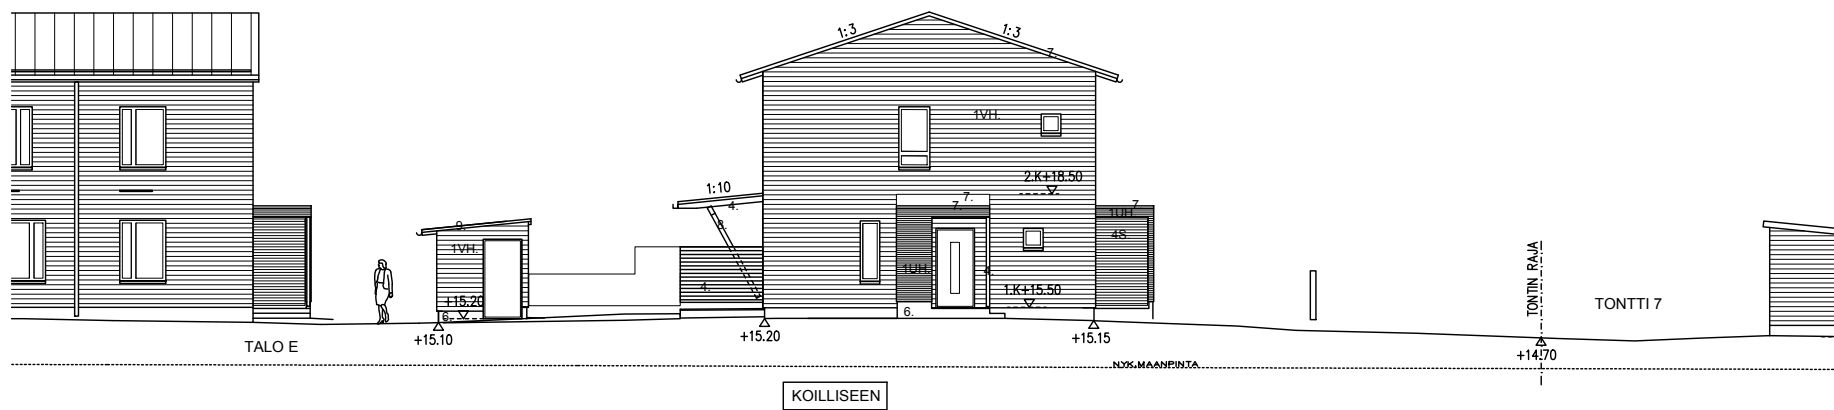 1:3
1:3
7.
1VH.
2.K+18.50
1:10
4.
7.
7.
7
1UH.
9.
8.
1VH.
4S.
1UH.
4.
4.
1.K+15.50
+15.20
6.
6.
TONTIN RAJA
TONTTI 7
+15.10
+15.20
+15.15
+14.70
TALO E
NYK.MAANPINTA
KOILLISEEN